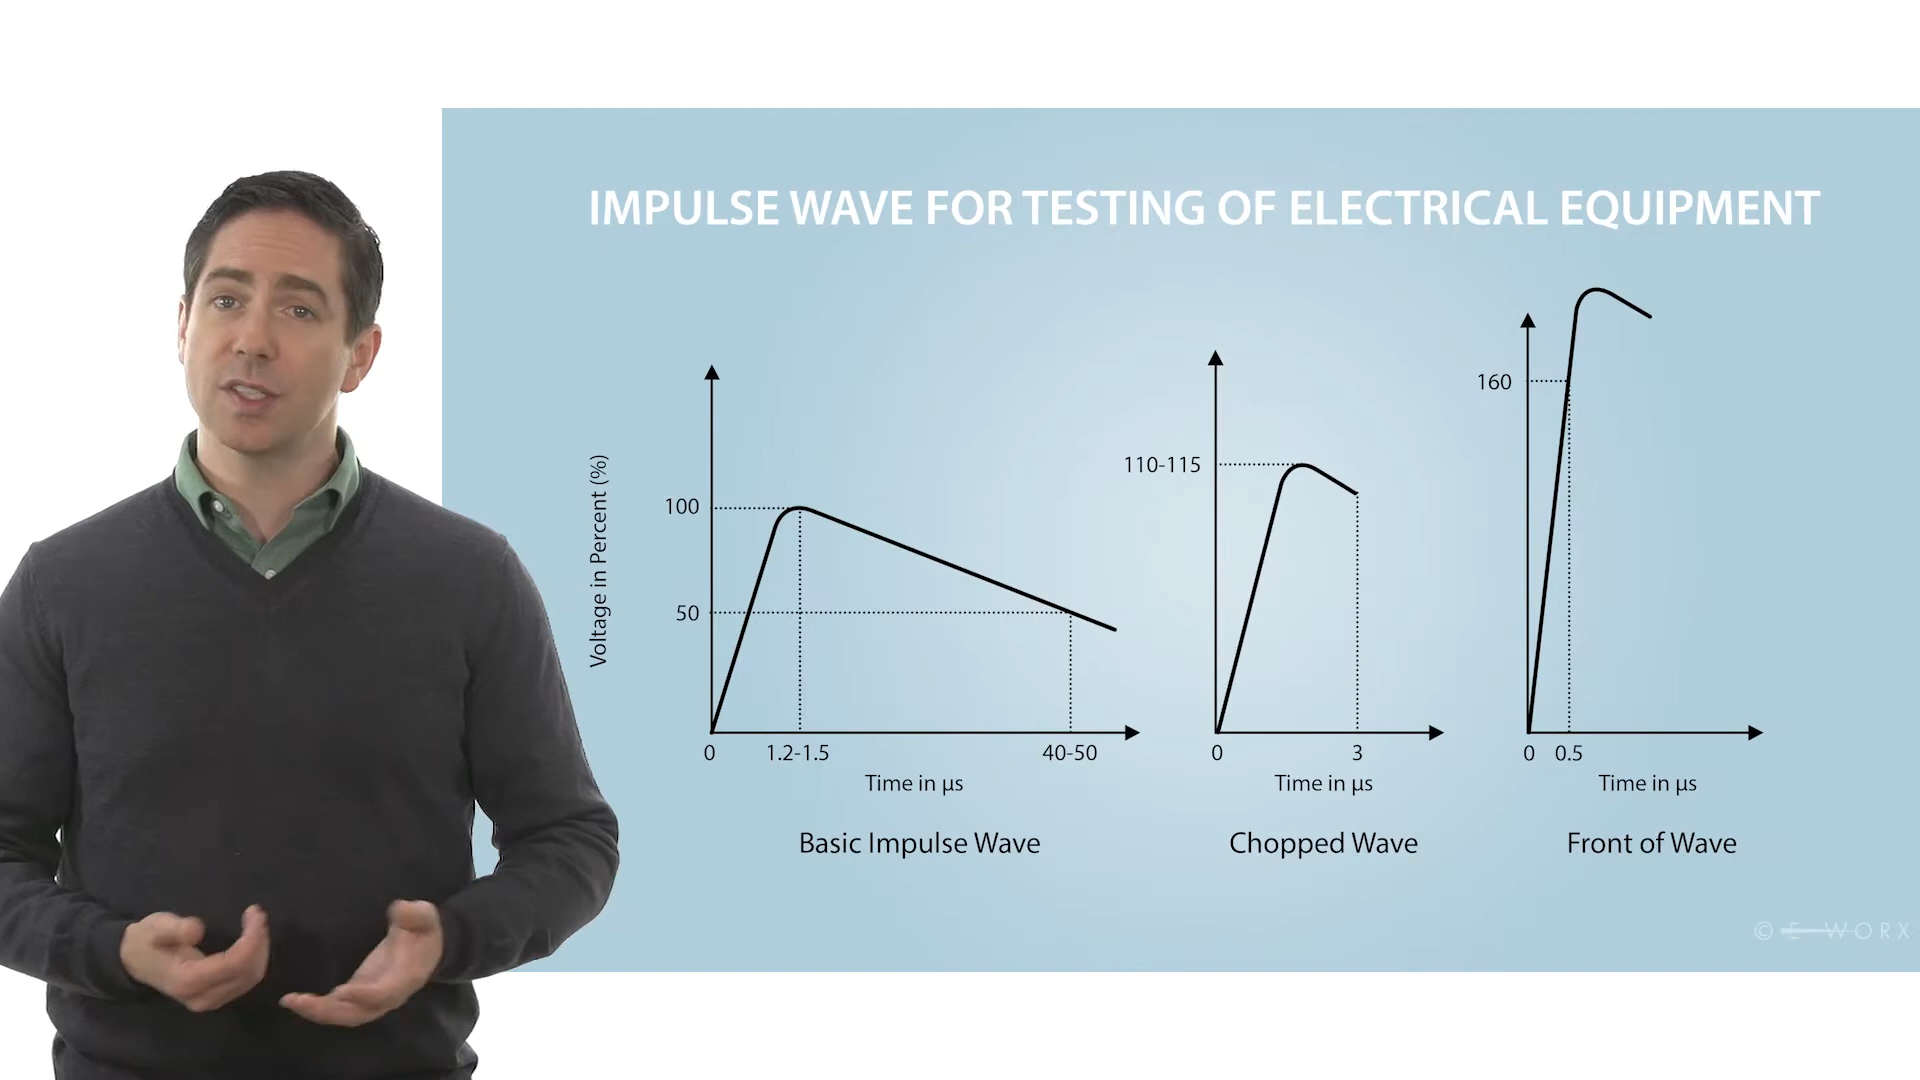 IMPULSE WAVE FOR TESTING OF ELECTRICAL EQUIPMENT
Voltage in Percent (%)
100
50
0
1.2-1.5
40-50
Time in µs
Basic Impulse Wave
110-115
0
3
Time in µs
Chopped Wave
160
0
0.5
Time in µs
Front of Wave
© E WORX